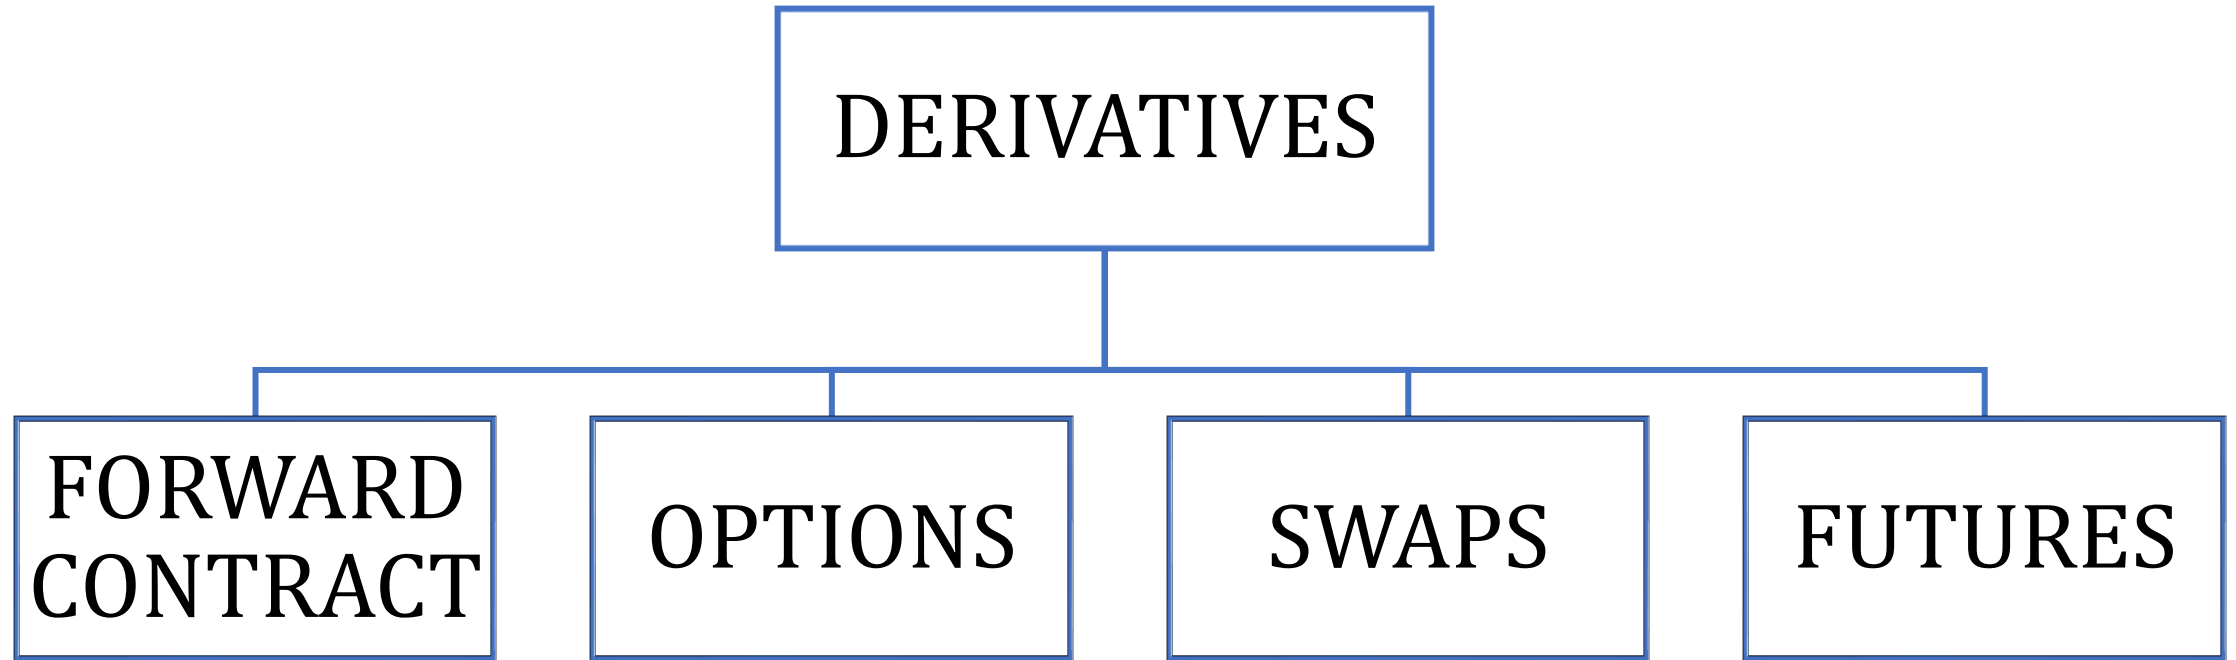 DERIVATIVES
FORWARD
CONTRACT
OPTIONS
SWAPS
FUTURES